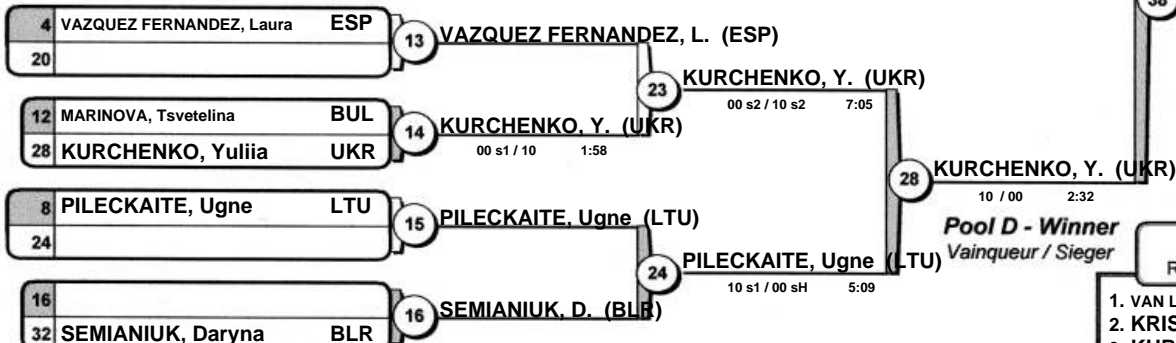 38
4 VAZQUEZ FERNANDEZ, Laura ESP
20
13 VAZQUEZ FERNANDEZ, L. (ESP)
12 MARINOVA, Tsvetelina BUL
28 KURCHENKO, Yuliia UKR
14 KURCHENKO, Y. (UKR)
00 s1 / 10 1:58
23 KURCHENKO, Y. (UKR)
00 s2 / 10 s2 7:05
8 PILECKAITE, Ugne LTU
24
15 PILECKAITE, Ugne (LTU)
16
32 SEMIANIUK, Daryna BLR
16 SEMIANIUK, D. (BLR)
24 PILECKAITE, Ugne (LTU)
10 s1 / 00 sH 5:09
28 KURCHENKO, Y. (UKR)
10 / 00 2:32
Pool D - Winner
Vainqueur / Sieger
R
1. VAN L
2. KRIS